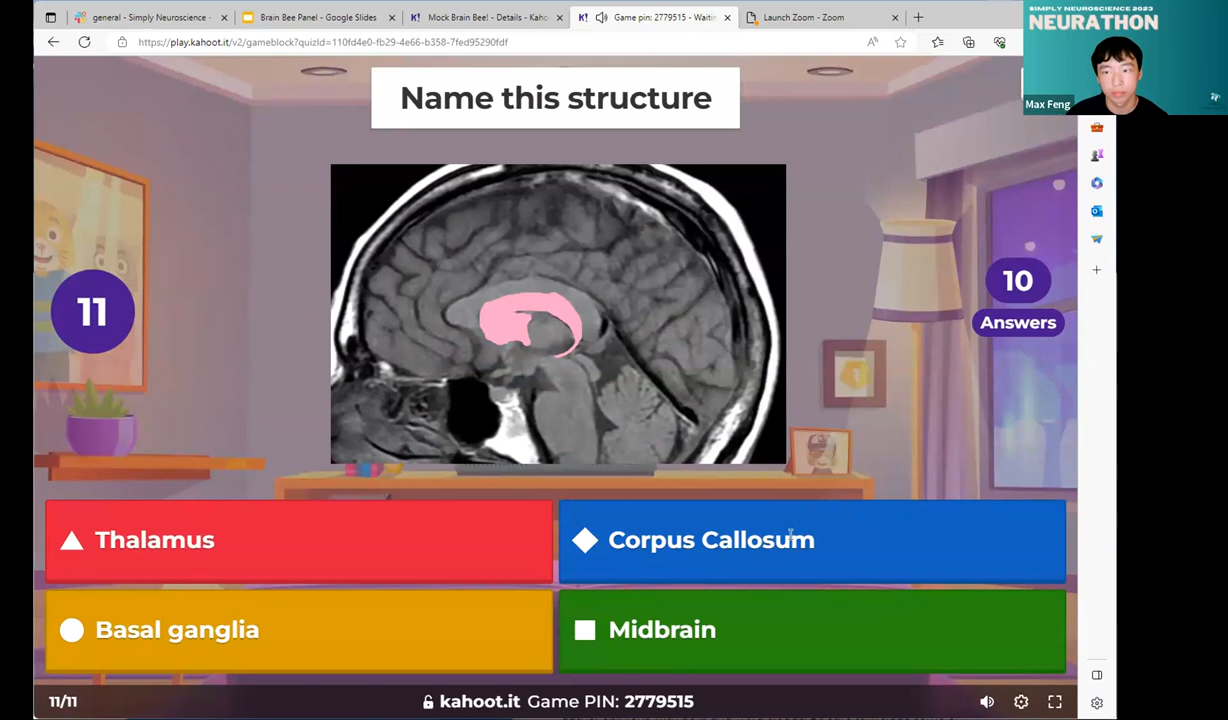 general - Simply Neuroscience -
Brain Bee Panel - Google Slides
Mock Brain Bee! - Details - Kaho
Game pin: 2779515 - Waitin
Launch Zoom - Zoom
https://play.kahoot.it/v2/gameblock?quizId=110fd4e0-fb29-4e66-b358-7fed95290fdf
SIMPLY NEUROSCIENCE 2023
NEURATHON
Max Feng
Name this structure
11
10
Answers
Thalamus
Corpus Callosum
Basal ganglia
Midbrain
11/11
kahoot.it Game PIN: 2779515